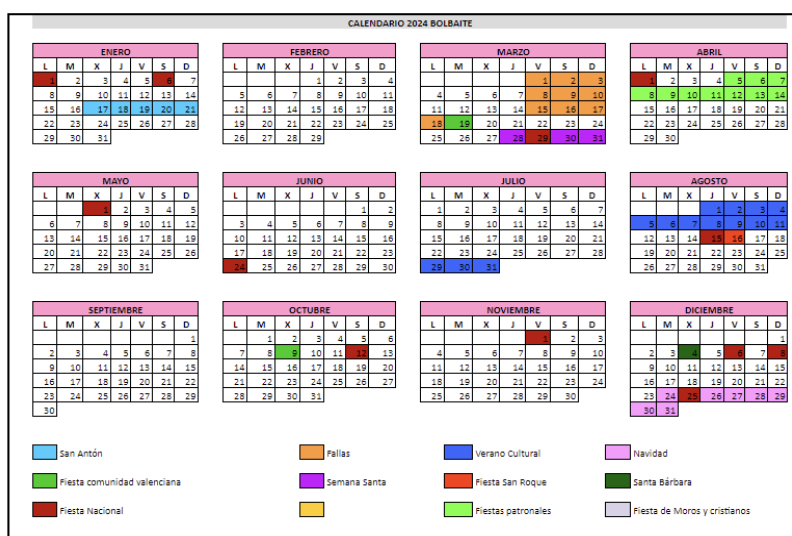 CALENDARIO 2024 BOLBAITE
ENERO FEBRERO MARZO ABRIL
L M X J V S D L M X J V S D L M X J V S D L M X J V S D
1 2 3 4 5 6 7 1 2 3 4 1 2 3 1 2 3 4 5 6 7
8 9 10 11 12 13 14 5 6 7 8 9 10 11 4 5 6 7 8 9 10 8 9 10 11 12 13 14
15 16 17 18 19 20 21 12 13 14 15 16 17 18 11 12 13 14 15 16 17 15 16 17 18 19 20 21
22 23 24 25 26 27 28 19 20 21 22 23 24 25 18 19 20 21 22 23 24 22 23 24 25 26 27 28
29 30 31 26 27 28 29 25 26 27 28 29 30 31 29 30
MAYO JUNIO JULIO AGOSTO
L M X J V S D L M X J V S D L M X J V S D L M X J V S D
1 2 3 4 5 1 2 1 2 3 4 5 6 7 1 2 3 4
6 7 8 9 10 11 12 3 4 5 6 7 8 9 8 9 10 11 12 13 14 5 6 7 8 9 10 11
13 14 15 16 17 18 19 10 11 12 13 14 15 16 15 16 17 18 19 20 21 12 13 14 15 16 17 18
20 21 22 23 24 25 26 17 18 19 20 21 22 23 22 23 24 25 26 27 28 19 20 21 22 23 24 25
27 28 29 30 31 24 25 26 27 28 29 30 29 30 31 26 27 28 29 30 31
SEPTIEMBRE OCTUBRE NOVIEMBRE DICIEMBRE
L M X J V S D L M X J V S D L M X J V S D L M X J V S D
1 1 2 3 4 5 6 1 2 3 1
2 3 4 5 6 7 8 7 8 9 10 11 12 13 4 5 6 7 8 9 10 2 3 4 5 6 7 8
9 10 11 12 13 14 15 14 15 16 17 18 19 20 11 12 13 14 15 16 17 9 10 11 12 13 14 15
16 17 18 19 20 21 22 21 22 23 24 25 26 27 18 19 20 21 22 23 24 16 17 18 19 20 21 22
23 24 25 26 27 28 29 28 29 30 31 25 26 27 28 29 30 23 24 25 26 27 28 29
30 30 31
San Antón Fallas Verano Cultural Navidad
Fiesta comunidad valenciana Semana Santa Fiesta San Roque Santa Bárbara
Fiesta Nacional Fiestas patronales Fiesta de Moros y cristianos